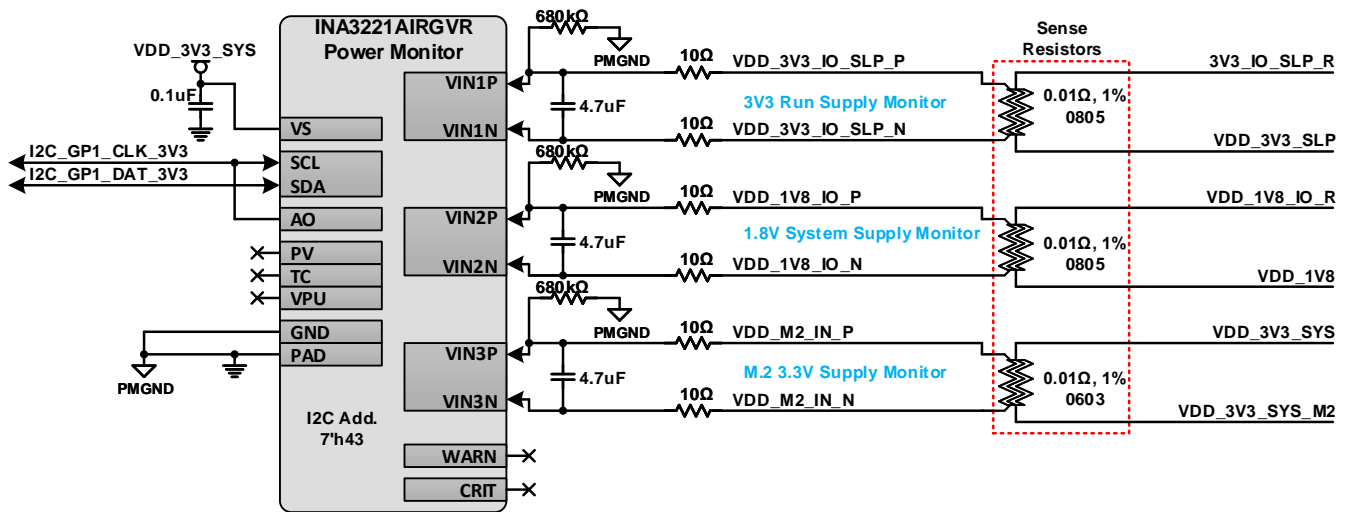 INA3221AIRGVR
Power Monitor
VDD_3V3_SYS
0.1uF
VS
I2C_GP1_CLK_3V3
SCL
I2C_GP1_DAT_3V3
SDA
AO
PV
TC
VPU
GND
PAD
PMGND
I2C Add.
7'h43
VIN1P
VIN1N
VIN2P
VIN2N
VIN3P
VIN3N
WARN
CRIT
680kΩ
PMGND
10Ω
VDD_3V3_IO_SLP_P
4.7uF
3V3 Run Supply Monitor
10Ω
VDD_3V3_IO_SLP_N
680kΩ
PMGND
10Ω
VDD_1V8_IO_P
4.7uF
1.8V System Supply Monitor
10Ω
VDD_1V8_IO_N
680kΩ
PMGND
10Ω
VDD_M2_IN_P
4.7uF
M.2 3.3V Supply Monitor
10Ω
VDD_M2_IN_N
Sense
Resistors
3V3_IO_SLP_R
0.01Ω, 1%
0805
VDD_3V3_SLP
VDD_1V8_IO_R
0.01Ω, 1%
0805
VDD_1V8
VDD_3V3_SYS
0.01Ω, 1%
0603
VDD_3V3_SYS_M2